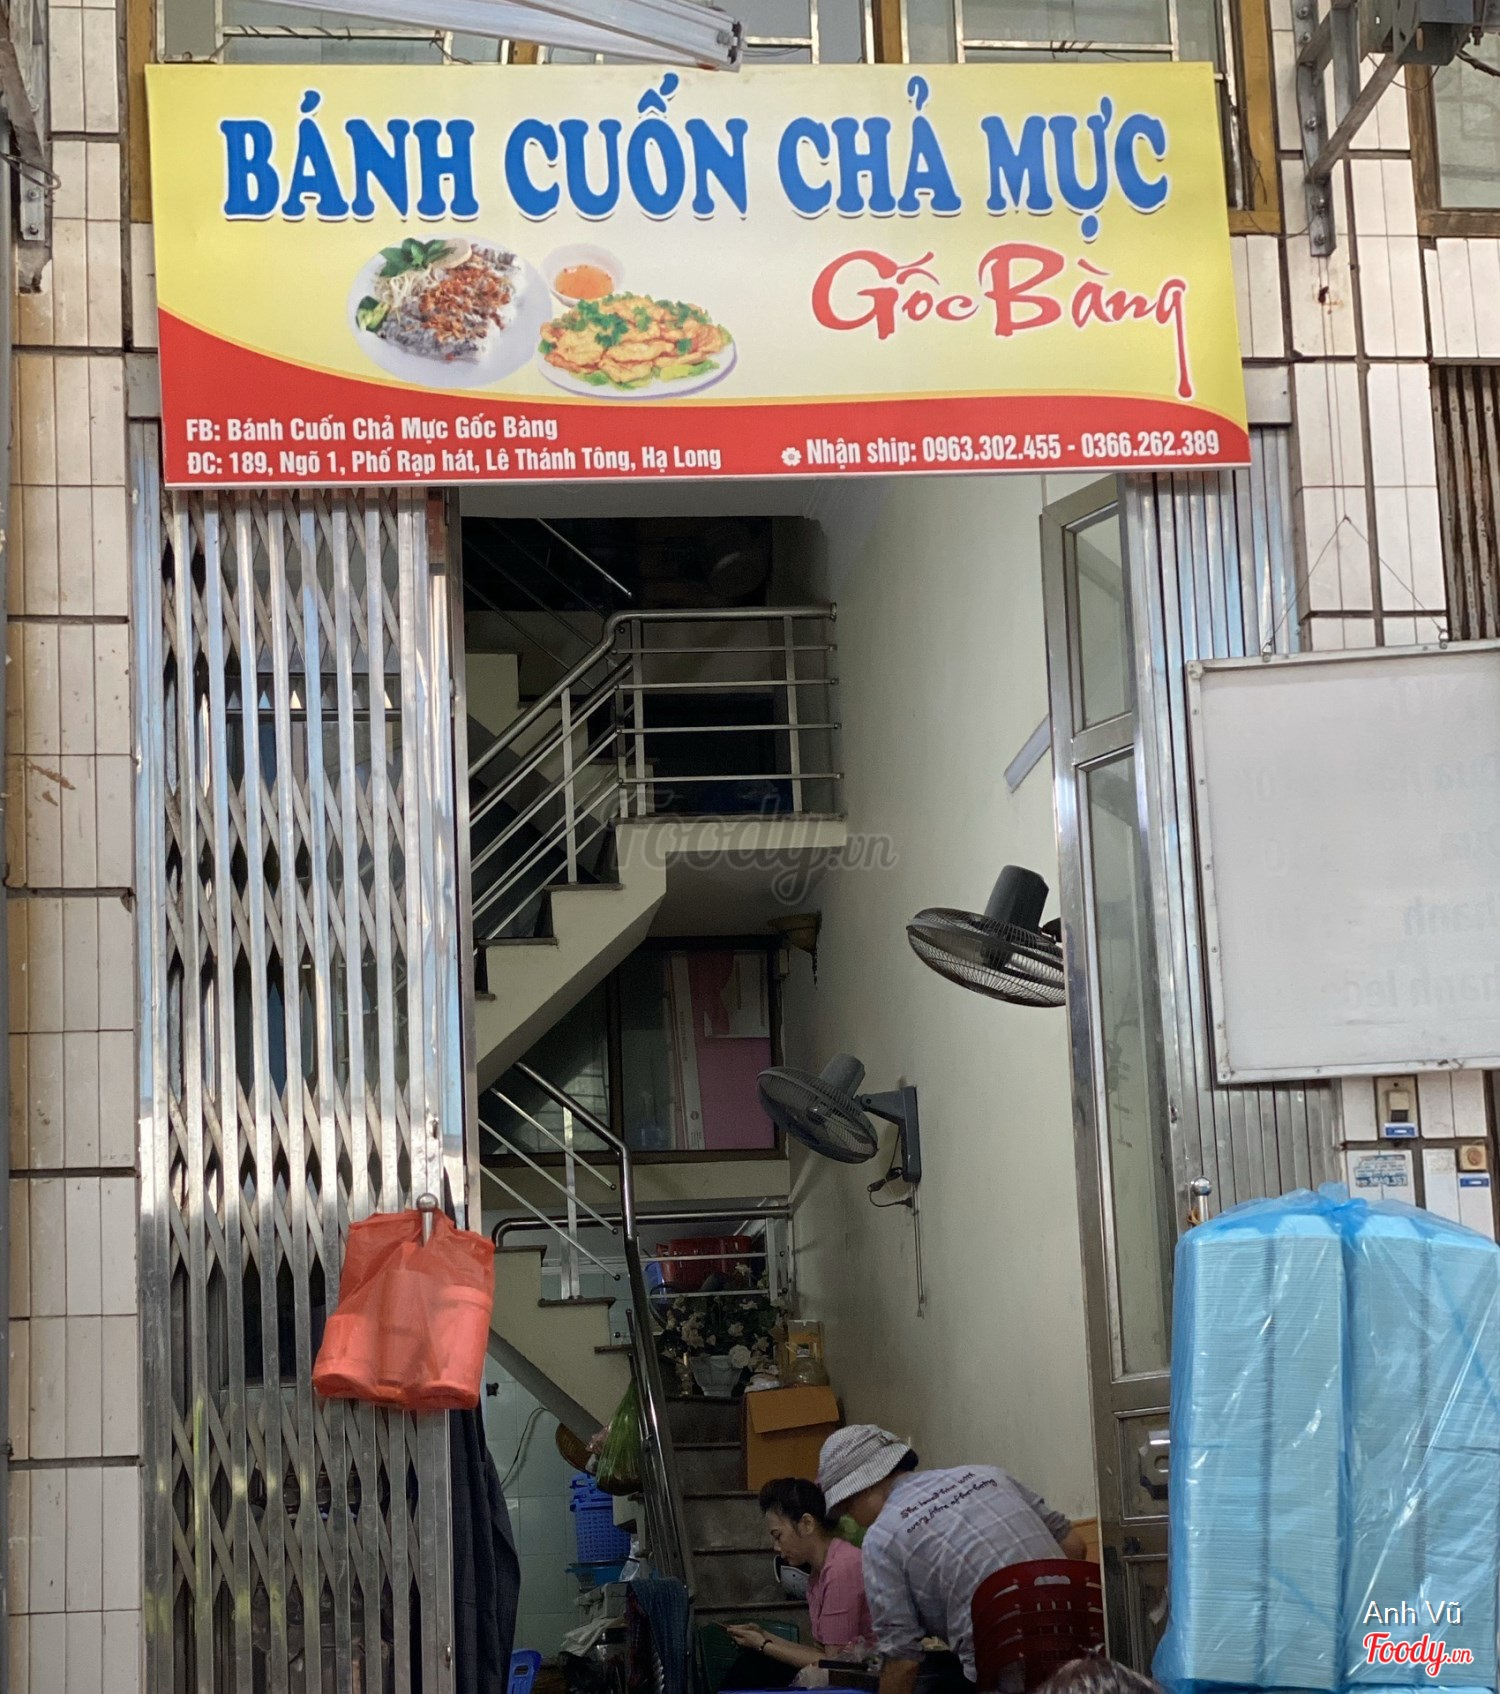 BÁNH CUỐN CHẢ MỰC
Gốc Bàng
FB: Bánh Cuốn Chả Mực Gốc Bàng
ĐC: 189, Ngõ 1, Phố Rạp hát, Lê Thánh Tông, Hạ Long
Nhận ship: 0963.302.455 - 0366.262.389
Foody.vn
Anh Vũ
Foody.vn